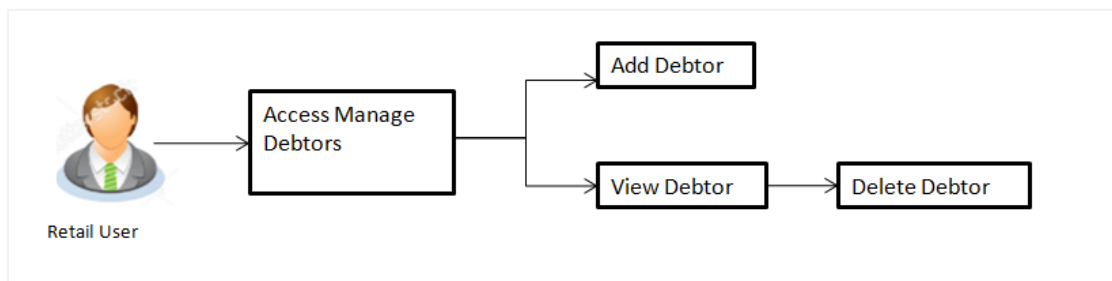 Add Debtor
Access Manage
Debtors
View Debtor
Delete Debtor
Retail User